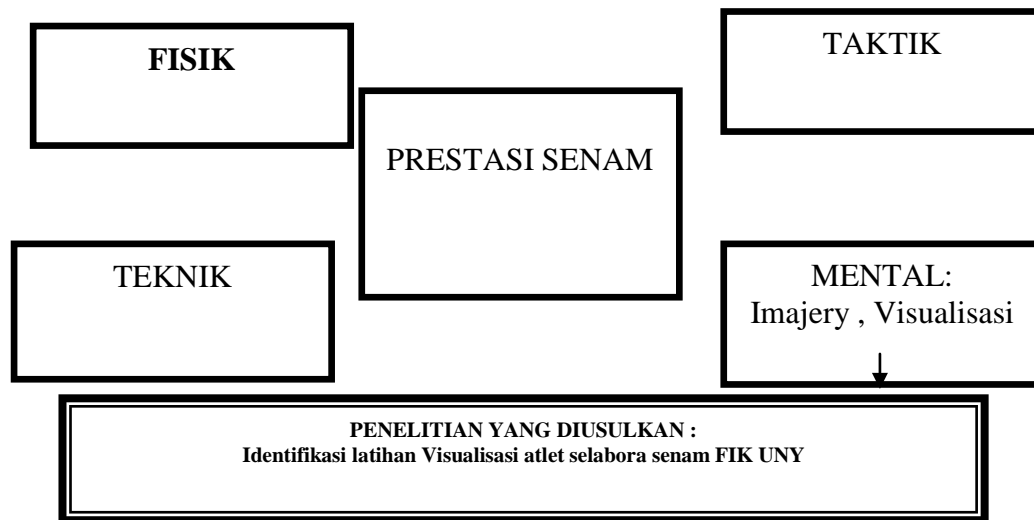 FISIK
TAKTIK
PRESTASI SENAM
TEKNIK
MENTAL:
Imajery , Visualisasi
PENELITIAN YANG DIUSULKAN :
Identifikasi latihan Visualisasi atlet selabora senam FIK UNY